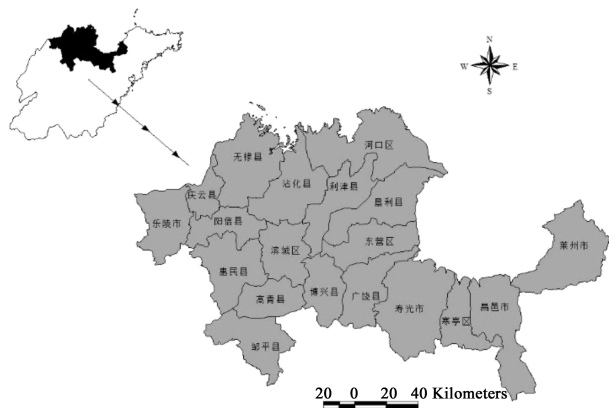 N
W E
S
河口区
无棣县
沾化县
利津县
庆云县
垦利县
乐陵市
阳信县
东营区
滨城区
莱州市
惠民县
高青县
博兴县
广饶县
寿光市
寒亭区
昌邑市
邹平县
20 0 20 40 Kilometers